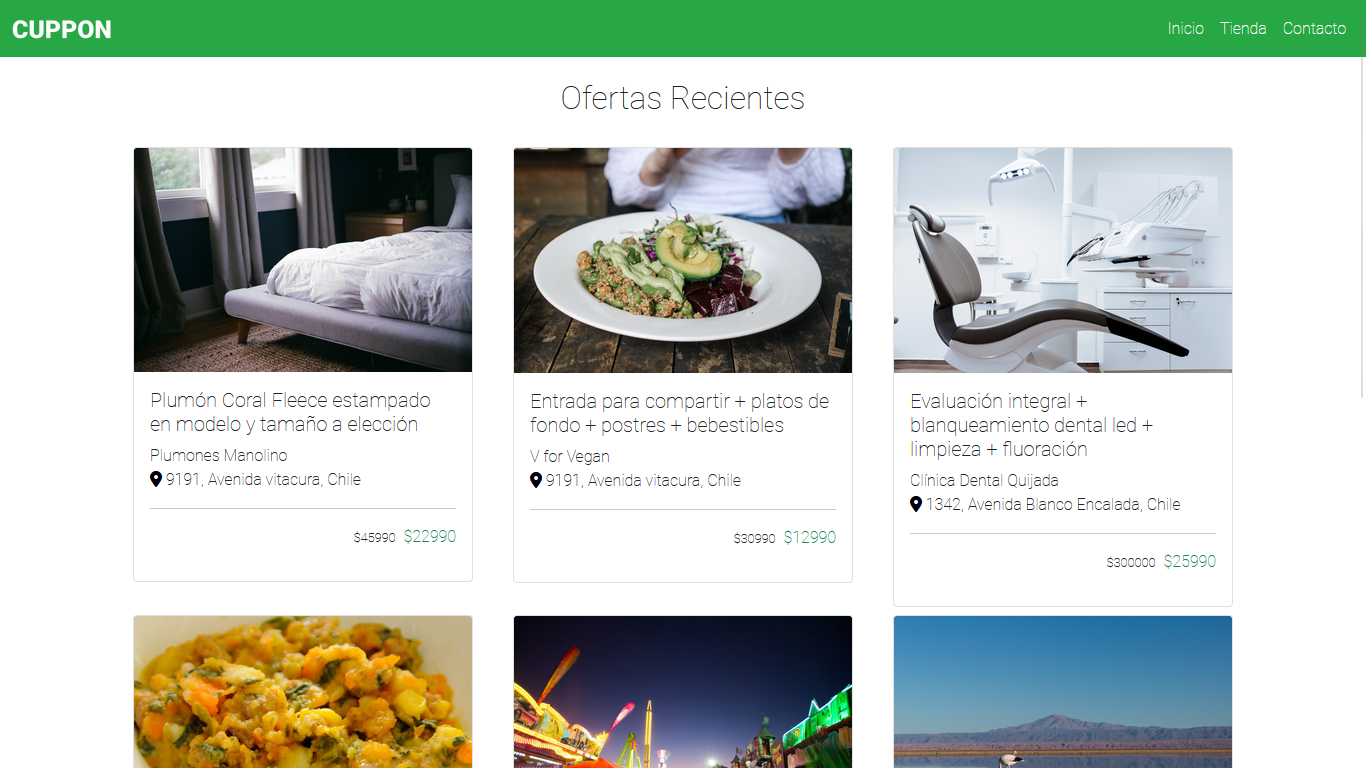 CUPPON
Inicio Tienda Contacto
Ofertas Recientes
Plumón Coral Fleece estampado
en modelo y tamaño a elección
Plumones Manolino
9191, Avenida vitacura, Chile
$45990 $22990
Entrada para compartir + platos de
fondo + postres + bebestibles
V for Vegan
9191, Avenida vitacura, Chile
$30990 $12990
Evaluación integral +
blanqueamiento dental led +
limpieza + fluoración
Clínica Dental Quijada
1342, Avenida Blanco Encalada, Chile
$300000 $25990